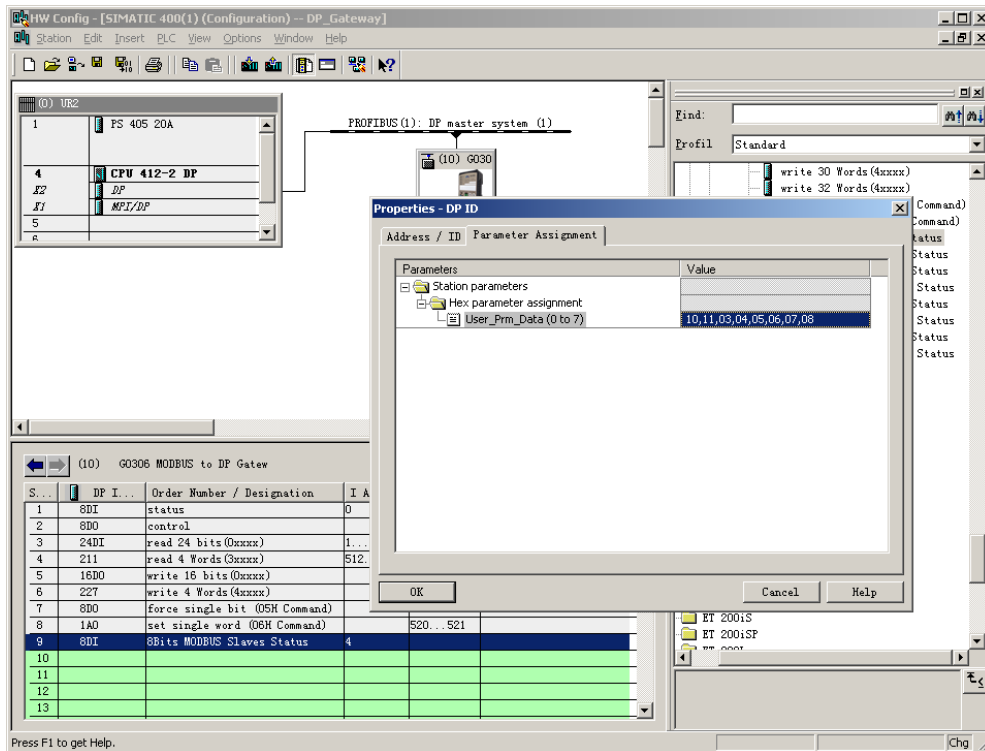 HW Config - [SIMATIC 400(1) (Configuration) -- DP_Gateway]
Station Edit Insert PLC View Options Window Help
(0) UR2
1 PS 405 20A
4 CPU 412-2 DP
X2 DP
X1 MPI/DP
5
6
PROFIBUS(1): DP master system (1)
(10) G030
Find:
Profil Standard
write 30 Words(4xxxx)
write 32 Words(4xxxx)
Command)
Command)
tatus
Status
Status
Status
Status
Status
Status
Status
ET 200iS
ET 200iSP
Properties - DP ID
Address / ID Parameter Assignment
Parameters Value
Station parameters
Hex parameter assignment
User_Prm_Data (0 to 7) 10,11,03,04,05,06,07,08
OK Cancel Help
(10) G0306 MODBUS to DP Gatew
S... DP I... Order Number / Designation I A
1 8DI status 0
2 8DO control
3 24DI read 24 bits(0xxxx) 1...
4 211 read 4 Words(3xxxx) 512.
5 16DO write 16 bits(0xxxx)
6 227 write 4 Words(4xxxx)
7 8DO force single bit (05H Command)
8 1AO set single word (06H Command) 520...521
9 8DI 8Bits MODBUS Slaves Status 4
10
11
12
13
Press F1 to get Help. Chg